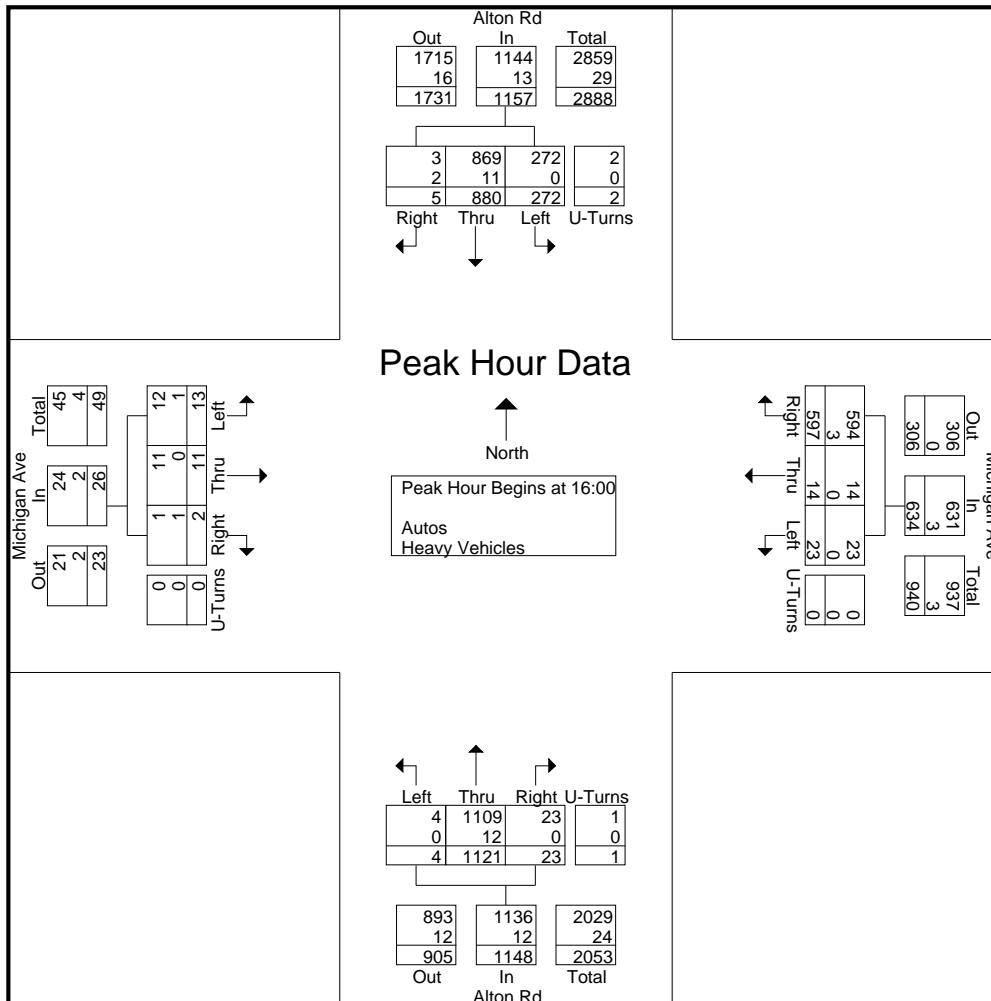 Alton Rd
Out In Total
1715 1144 2859
16 13 29
1731 1157 2888
3 869 272 2
2 11 0 0
5 880 272 2
Right Thru Left U-Turns
Peak Hour Data
North
Peak Hour Begins at 16:00
Autos
Heavy Vehicles
Michigan Ave
Total In Out
45 24 21
4 2 2
49 26 23
12 11 1 0
1 0 1 0
13 11 2 0
Left Thru Right U-Turns
Right Thru Left U-Turns
597 14 23 0
3 0 0 0
594 14 23 0
306 634 940
0 3 3
306 631 937
Out In Total
Michigan Ave
Left Thru Right U-Turns
4 1109 23 1
0 12 0 0
4 1121 23 1
893 1136 2029
12 12 24
905 1148 2053
Out In Total
Alton Rd